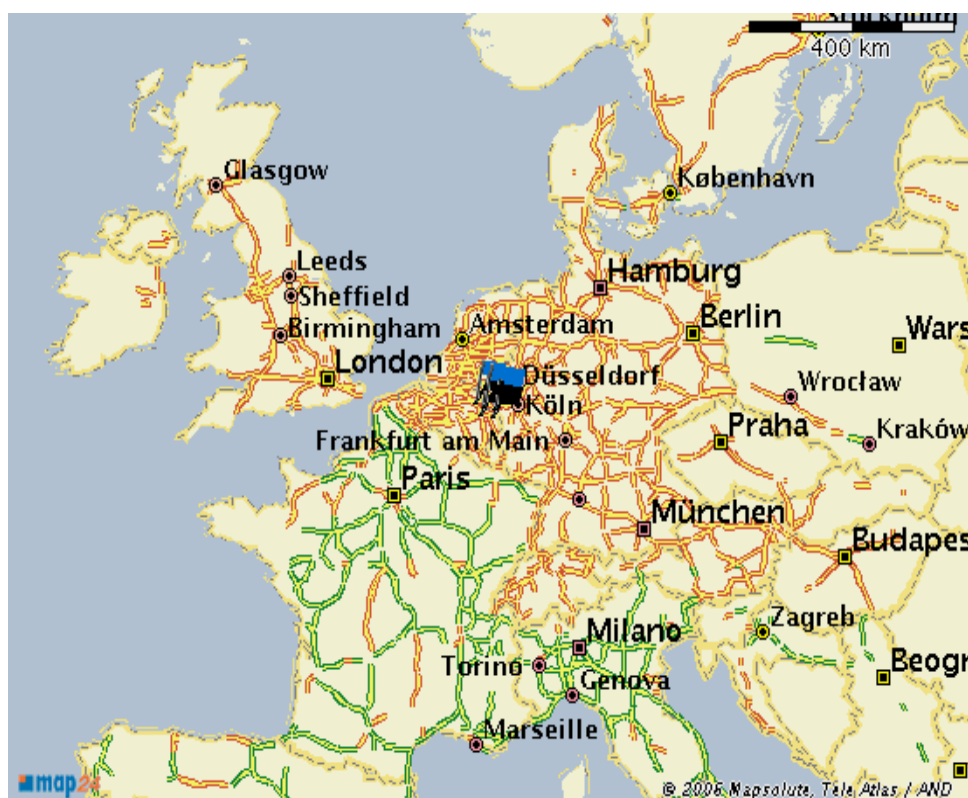 400 km
Glasgow
København
Leeds
Hamburg
Sheffield
Birmingham
Amsterdam
Berlin
Wars
London
Düsseldorf
Wrocław
Köln
Frankfurt am Main
Praha
Kraków
Paris
München
Budapes
Zagreb
Milano
Torino
Genova
Beogr
Marseille
map24
© 2006 Mapsolute, Tele Atlas / AND